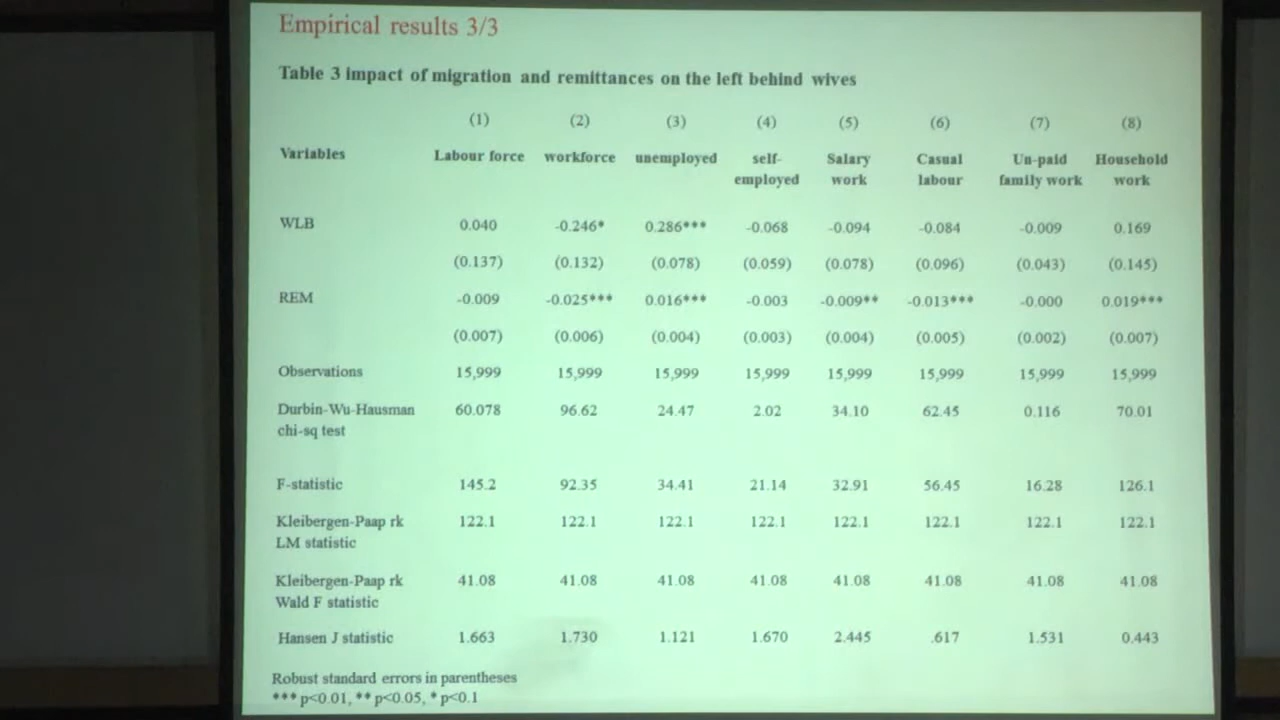 Empirical results 3/3
Table 3 impact of migration and remittances on the left behind wives
(1) (2) (3) (4) (5) (6) (7) (8)
Variables Labour force workforce unemployed self-employed Salary work Casual labour Un-paid family work Household work
WLB 0.040 -0.246* 0.286*** -0.068 -0.094 -0.084 -0.009 0.169
(0.137) (0.132) (0.078) (0.059) (0.078) (0.096) (0.043) (0.145)
REM -0.009 -0.025*** 0.016*** -0.003 -0.009** -0.013*** -0.000 0.019***
(0.007) (0.006) (0.004) (0.003) (0.004) (0.005) (0.002) (0.007)
Observations 15,999 15,999 15,999 15,999 15,999 15,999 15,999 15,999
Durbin-Wu-Hausman 60.078 96.62 24.47 2.02 34.10 62.45 0.116 70.01
chi-sq test
F-statistic 145.2 92.35 34.41 21.14 32.91 56.45 16.28 126.1
Kleibergen-Paap rk 122.1 122.1 122.1 122.1 122.1 122.1 122.1 122.1
LM statistic
Kleibergen-Paap rk 41.08 41.08 41.08 41.08 41.08 41.08 41.08 41.08
Wald F statistic
Hansen J statistic 1.663 1.730 1.121 1.670 2.445 .617 1.531 0.443
Robust standard errors in parentheses
*** p<0.01, ** p<0.05, * p<0.1